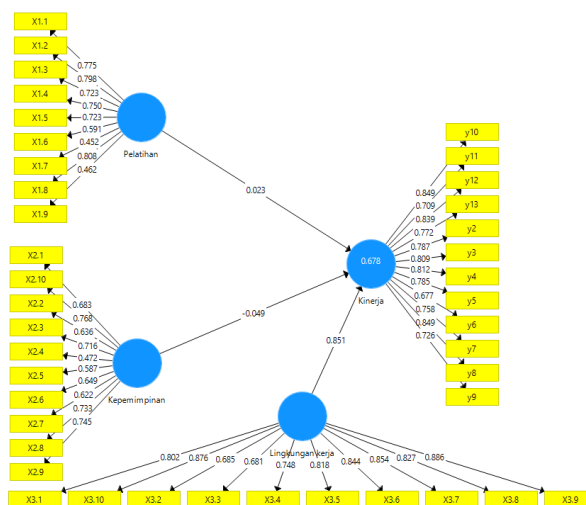 X1.1
X1.2
X1.3
X1.4
X1.5
X1.6
X1.7
X1.8
X1.9
0.775
0.798
0.723
0.750
0.723
0.591
0.452
0.808
0.462
Pelatihan
0.023
X2.1
X2.10
X2.2
X2.3
X2.4
X2.5
X2.6
X2.7
X2.8
X2.9
0.683
0.768
0.636
0.716
0.472
0.587
0.649
0.622
0.733
0.745
Kepemimpinan
-0.049
0.678
Kinerja
0.851
y10
y11
y12
y13
y2
y3
y4
y5
y6
y7
y8
y9
0.849
0.709
0.839
0.772
0.787
0.809
0.812
0.785
0.677
0.758
0.849
0.726
Lingkungan kerja
0.802
0.876
0.685
0.681
0.748
0.818
0.844
0.854
0.827
0.886
X3.1
X3.10
X3.2
X3.3
X3.4
X3.5
X3.6
X3.7
X3.8
X3.9